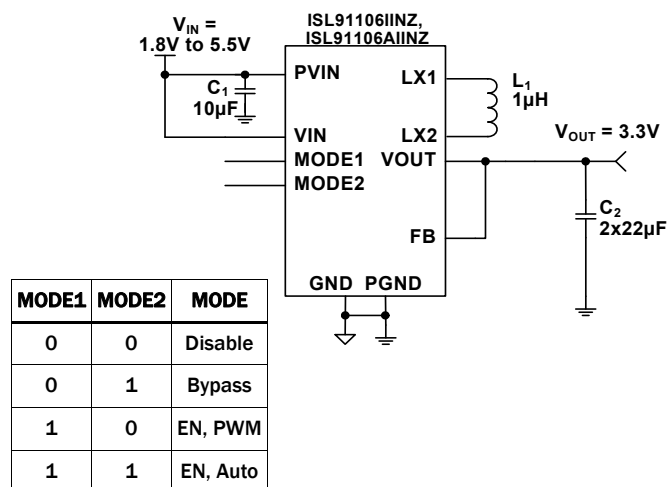 V_IN =
1.8V to 5.5V
ISL91106IINZ,
ISL91106AIINZ
PVIN
LX1
C1
10µF
L1
1µH
VIN
LX2
VOUT = 3.3V
MODE1
VOUT
MODE2
C2
2x22µF
FB
GND PGND
MODE1 MODE2 MODE
0 0 Disable
0 1 Bypass
1 0 EN, PWM
1 1 EN, Auto